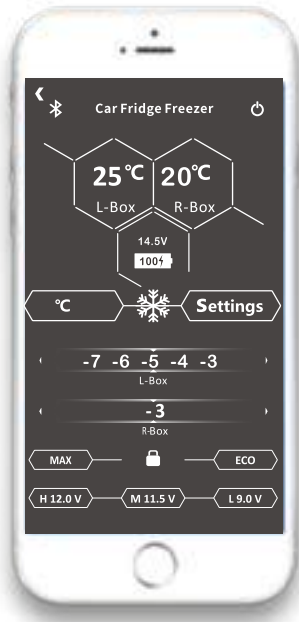 Car Fridge Freezer
25℃ 20℃
L-Box R-Box
14.5V
100
℃ Settings
-7 -6 -5 -4 -3
L-Box
-3
R-Box
MAX ECO
H 12.0 V M 11.5 V L 9.0 V